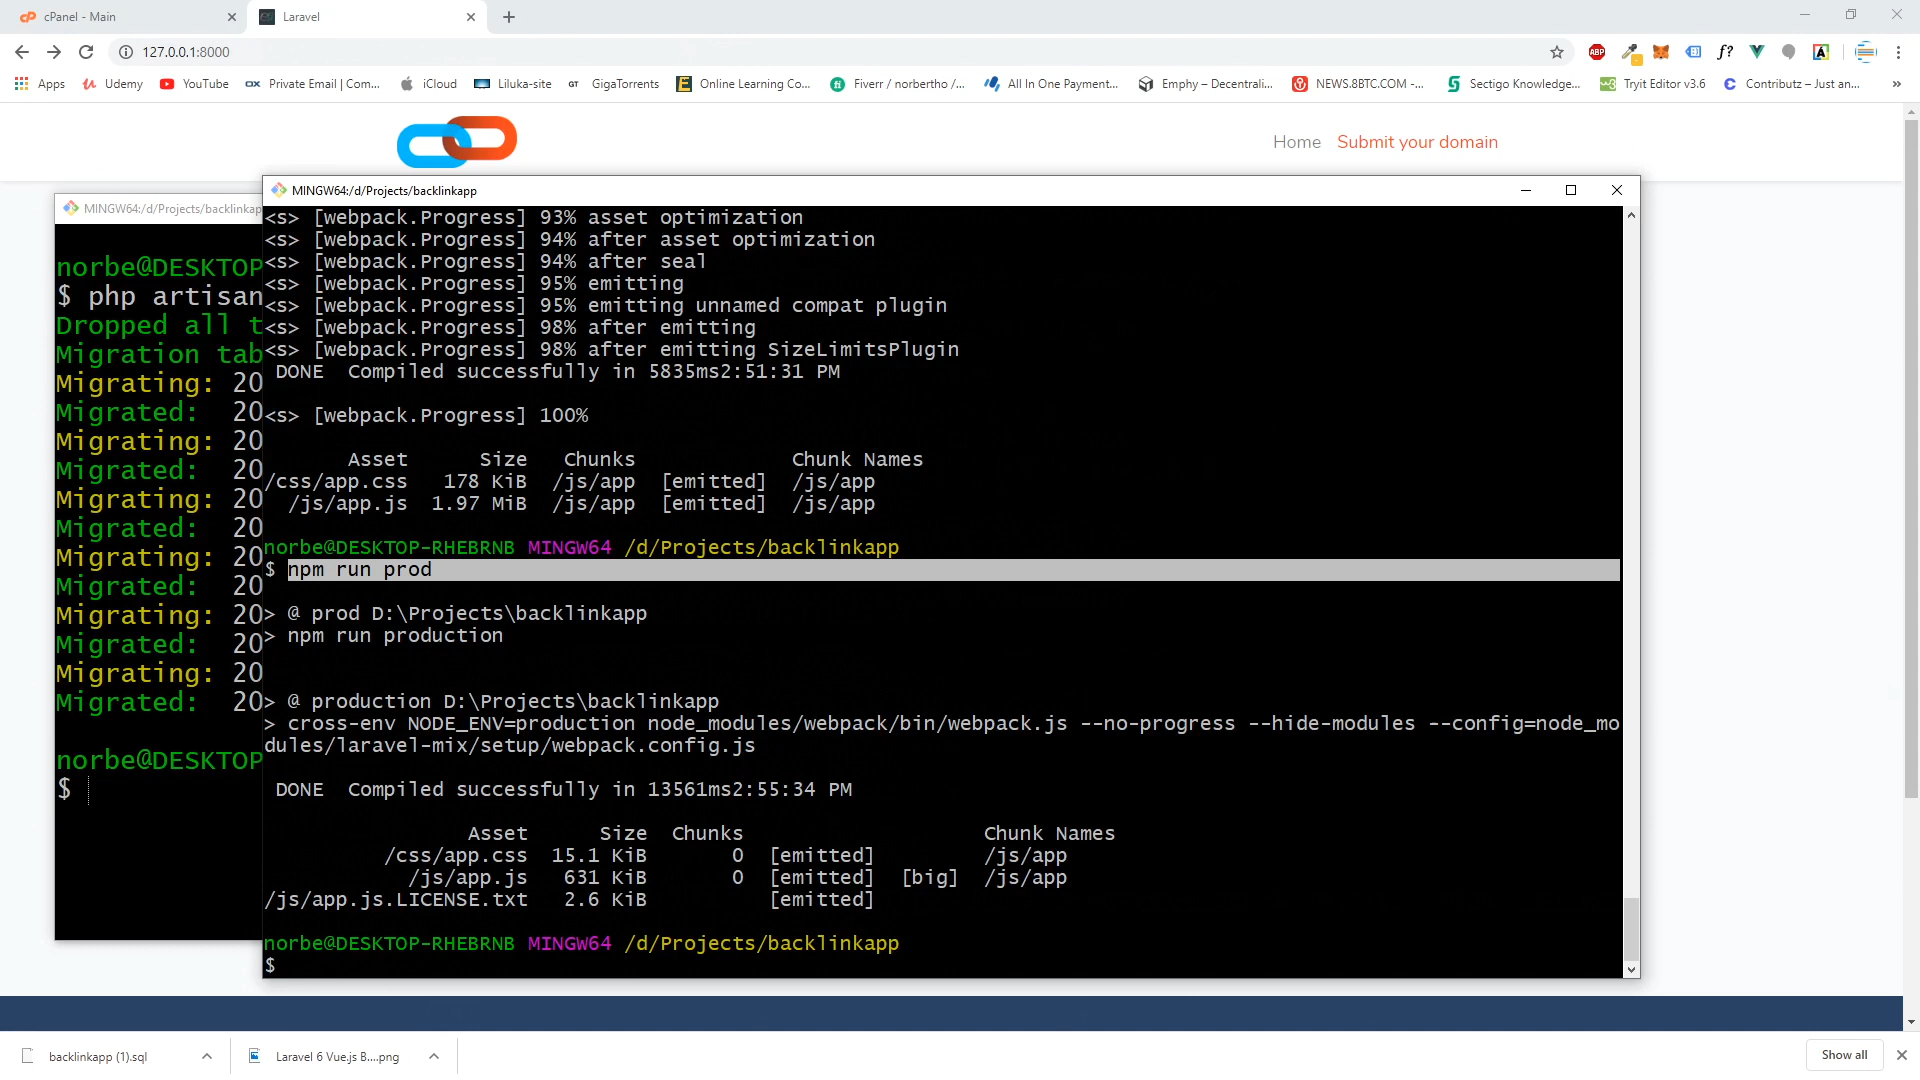 cPanel - Main
Laravel
127.0.0.1:8000
ABP
f?
Apps
Udemy
YouTube
Private Email | Com...
iCloud
Liluka-site
GT GigaTorrents
Online Learning Co...
Fiverr / norbertho /...
All In One Payment...
Emphy – Decentrali...
NEWS.8BTC.COM -...
Sectigo Knowledge...
Tryit Editor v3.6
Contributz – Just an...
»
Home
Submit your domain
MINGW64:/d/Projects/backlinkap
norbe@DESKTOP
$ php artisan
Dropped all t
Migration tab
Migrating: 20
Migrated:  20
Migrating: 20
Migrated:  20
Migrating: 20
Migrated:  20
Migrating: 20
Migrated:  20
Migrating: 20
Migrated:  20
Migrating: 20
Migrated:  20
norbe@DESKTOP
$
MINGW64:/d/Projects/backlinkapp
<s> [webpack.Progress] 93% asset optimization
<s> [webpack.Progress] 94% after asset optimization
<s> [webpack.Progress] 94% after seal
<s> [webpack.Progress] 95% emitting
<s> [webpack.Progress] 95% emitting unnamed compat plugin
<s> [webpack.Progress] 98% after emitting
<s> [webpack.Progress] 98% after emitting SizeLimitsPlugin
DONE  Compiled successfully in 5835ms2:51:31 PM
<s> [webpack.Progress] 100%
Asset      Size   Chunks             Chunk Names
/css/app.css   178 KiB  /js/app  [emitted]  /js/app
/js/app.js  1.97 MiB  /js/app  [emitted]  /js/app
norbe@DESKTOP-RHEBRNB MINGW64 /d/Projects/backlinkapp
$ npm run prod
> @ prod D:\Projects\backlinkapp
> npm run production
> @ production D:\Projects\backlinkapp
> cross-env NODE_ENV=production node_modules/webpack/bin/webpack.js --no-progress --hide-modules --config=node_mo
dules/laravel-mix/setup/webpack.config.js
DONE  Compiled successfully in 13561ms2:55:34 PM
Asset      Size  Chunks                    Chunk Names
/css/app.css  15.1 KiB       0  [emitted]         /js/app
/js/app.js   631 KiB       0  [emitted]  [big]  /js/app
/js/app.js.LICENSE.txt   2.6 KiB          [emitted]
norbe@DESKTOP-RHEBRNB MINGW64 /d/Projects/backlinkapp
$
backlinkapp (1).sql
Laravel 6 Vue.js B....png
Show all